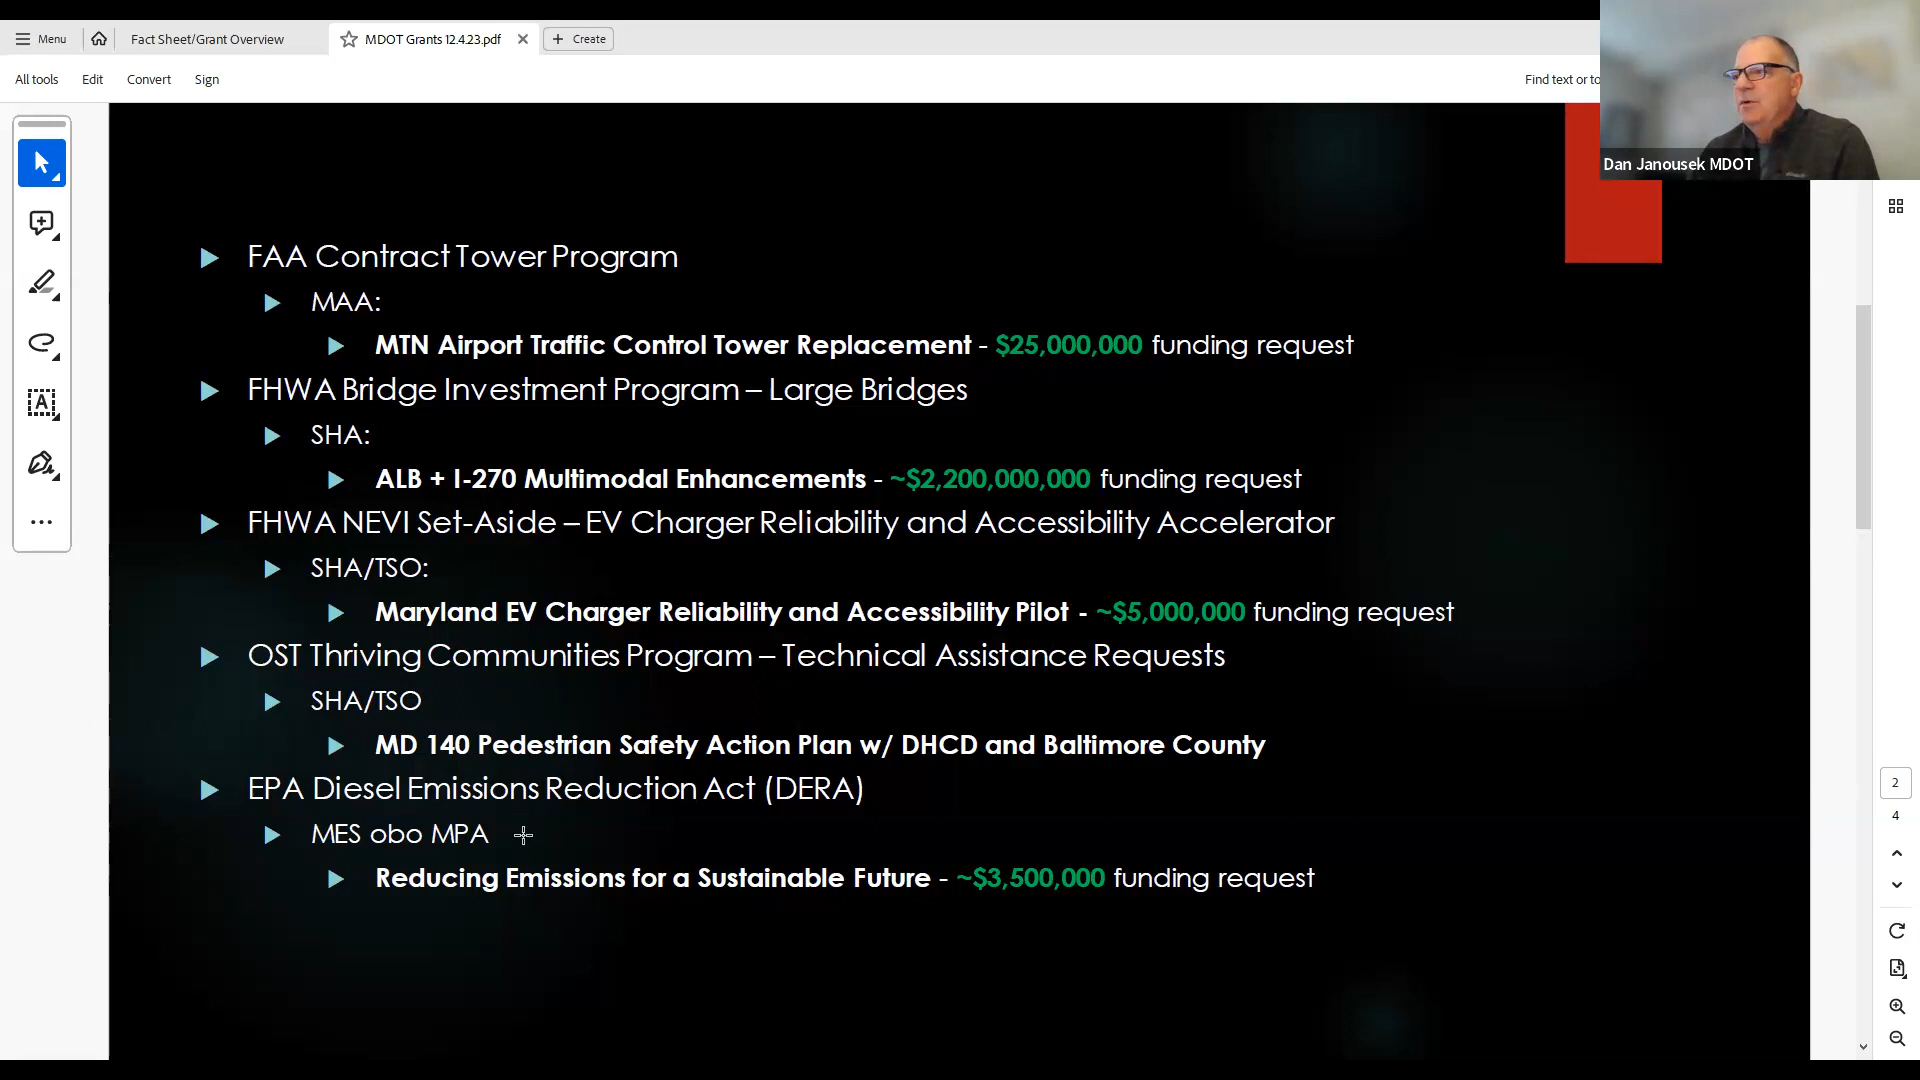 Menu
Fact Sheet/Grant Overview
MDOT Grants 12.4.23.pdf
Create
All tools
Edit
Convert
Sign
Find text or to
Dan Janousek MDOT
FAA Contract Tower Program
MAA:
MTN Airport Traffic Control Tower Replacement - $25,000,000 funding request
FHWA Bridge Investment Program – Large Bridges
SHA:
ALB + I-270 Multimodal Enhancements - ~$2,200,000,000 funding request
FHWA NEVI Set-Aside – EV Charger Reliability and Accessibility Accelerator
SHA/TSO:
Maryland EV Charger Reliability and Accessibility Pilot - ~$5,000,000 funding request
OST Thriving Communities Program – Technical Assistance Requests
SHA/TSO
MD 140 Pedestrian Safety Action Plan w/ DHCD and Baltimore County
EPA Diesel Emissions Reduction Act (DERA)
MES obo MPA
Reducing Emissions for a Sustainable Future - ~$3,500,000 funding request
2
4